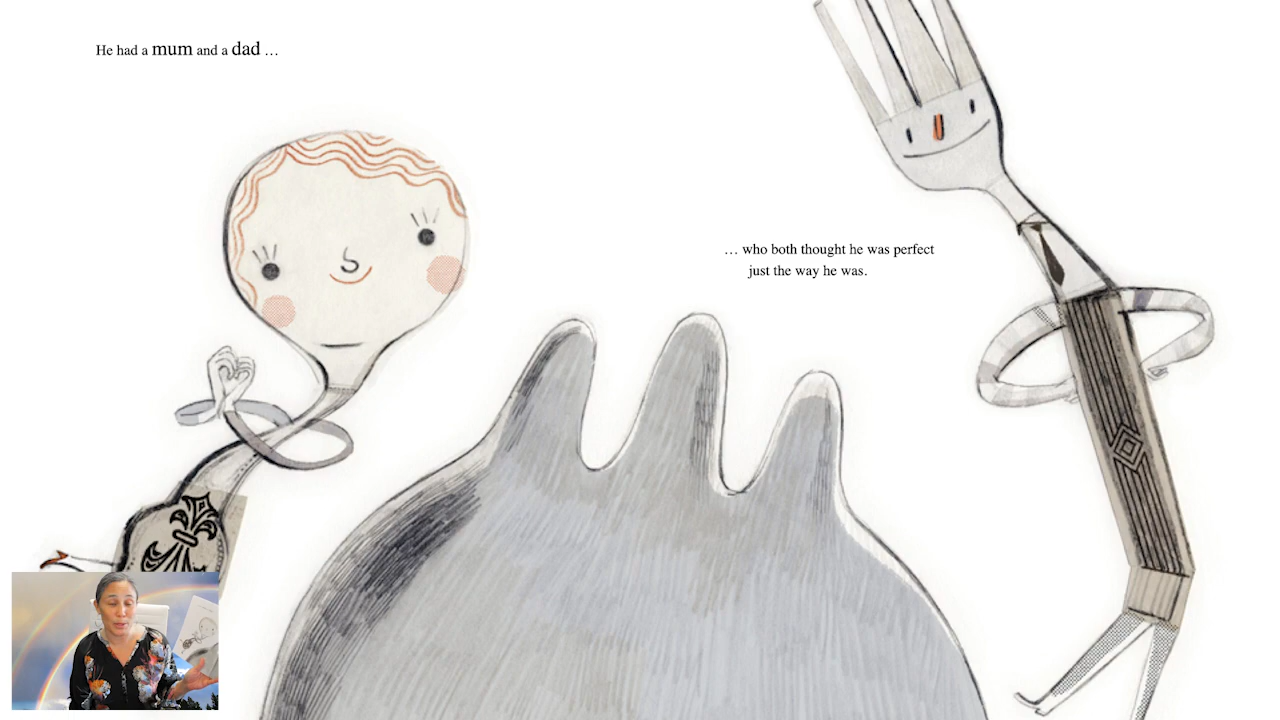 He had a mum and a dad …
… who both thought he was perfect
just the way he was.